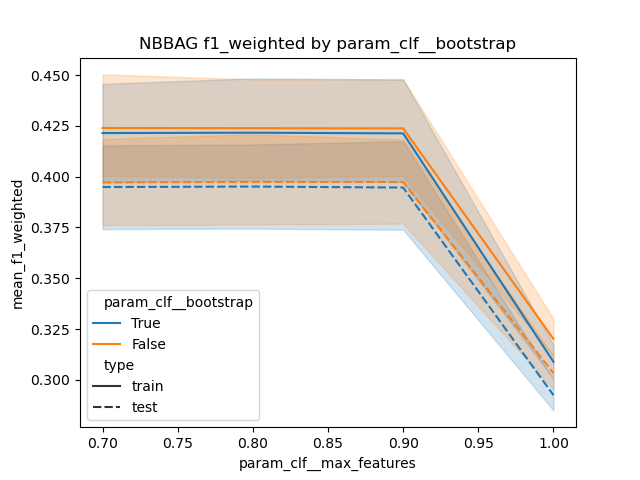 NBBAG f1_weighted by param_clf__bootstrap
mean_f1_weighted
0.450
0.425
0.400
0.375
0.350
0.325
0.300
param_clf__bootstrap
True
False
type
train
test
0.70
0.75
0.80
0.85
0.90
0.95
1.00
param_clf__max_features